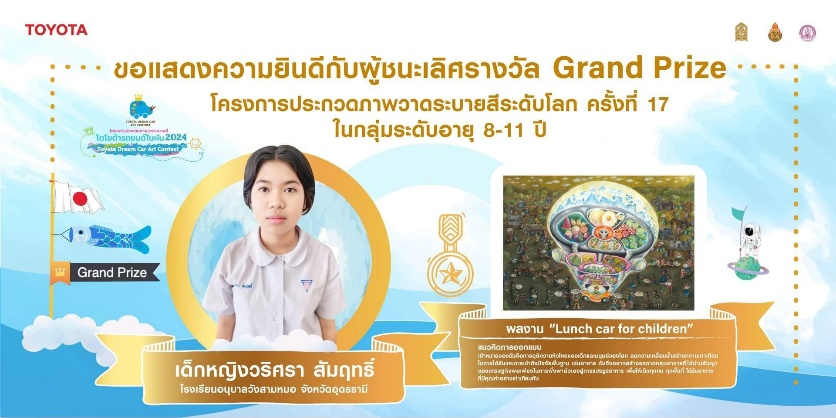 TOYOTA
ขอแสดงความยินดีกับผู้ชนะเลิศรางวัล Grand Prize
โครงการประกวดภาพวาดระบายสีระดับโลก ครั้งที่ 17
ในกลุ่มระดับอายุ 8-11 ปี
TOYOTA DREAM CAR
ART CONTEST
โตโยต้ารถยนต์ในฝัน 2024
Toyota Dream Car Art Contest
Grand Prize
เด็กหญิงวริศรา สัมฤทธิ์
โรงเรียนอนุบาลวังสามหมอ จังหวัดอุดรธานี
ผลงาน "Lunch car for children"
แนวคิดการออกแบบ